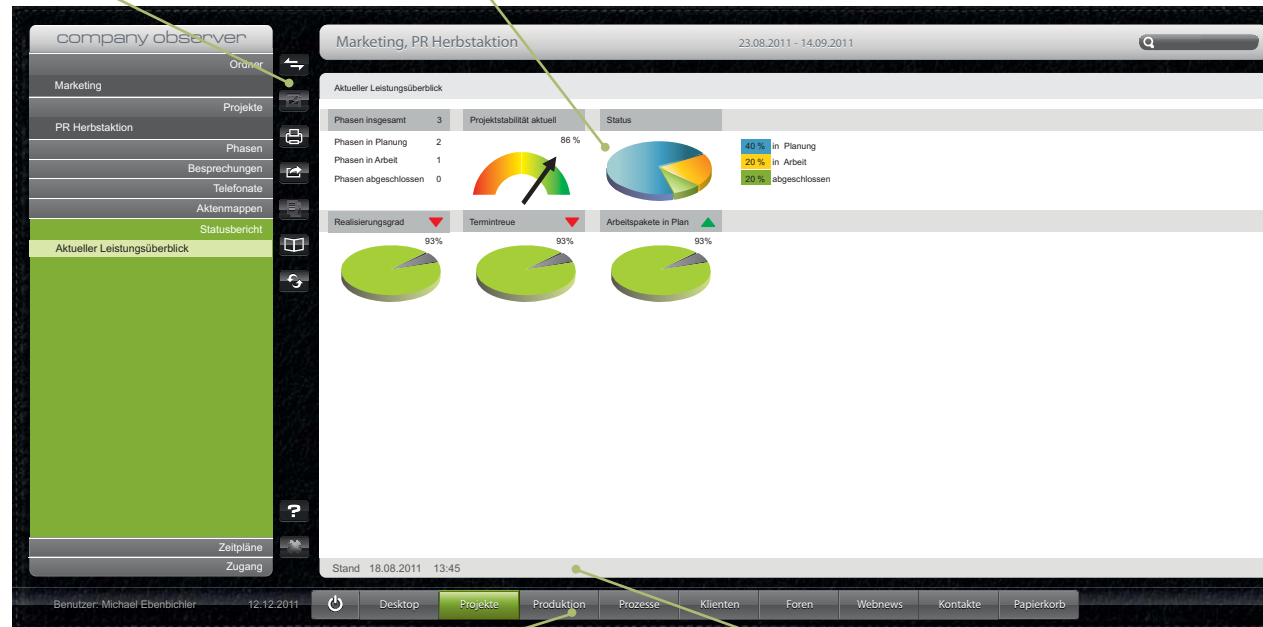 company observer
Ordner
Marketing
Projekte
PR Herbstaktion
Phasen
Besprechungen
Telefonate
Aktenmappen
Statusbericht
Aktueller Leistungsüberblick
Zeitpläne
Zugang
?
Marketing, PR Herbstaktion 23.08.2011 - 14.09.2011
Aktueller Leistungsüberblick
Phasen insgesamt 3 Projektstabilität aktuell Status
Phasen in Planung 2
Phasen in Arbeit 1
Phasen abgeschlossen 0
86 %
40 % in Planung
20 % in Arbeit
20 % abgeschlossen
Realisierungsgrad Termintreue Arbeitspakete in Plan
93% 93% 93%
Stand 18.08.2011 13:45
Benutzer: Michael Ebenbichler 12.12.2011 Desktop Projekte Produktion Prozesse Klienten Foren Webnews Kontakte Papierkorb